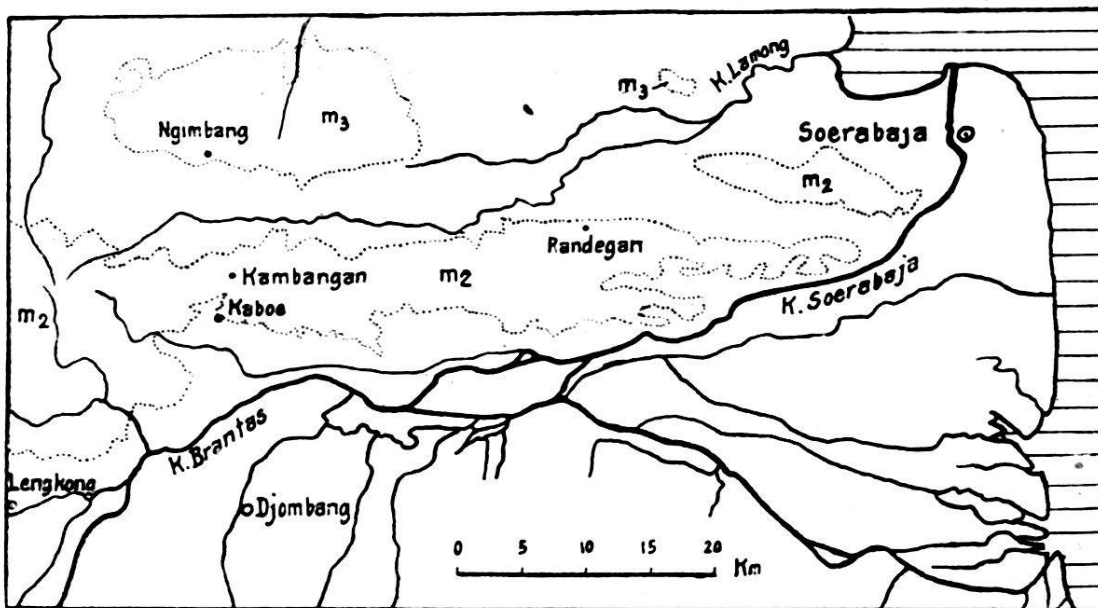 K. Lamong
m3
Ngimbang
m3
Soerabaja
m2
Randegan
Kambangan
m2
Kaboe
K. Soerabaja
m2
K. Brantas
Lengkong
Djombang
0 5 10 15 20
Km